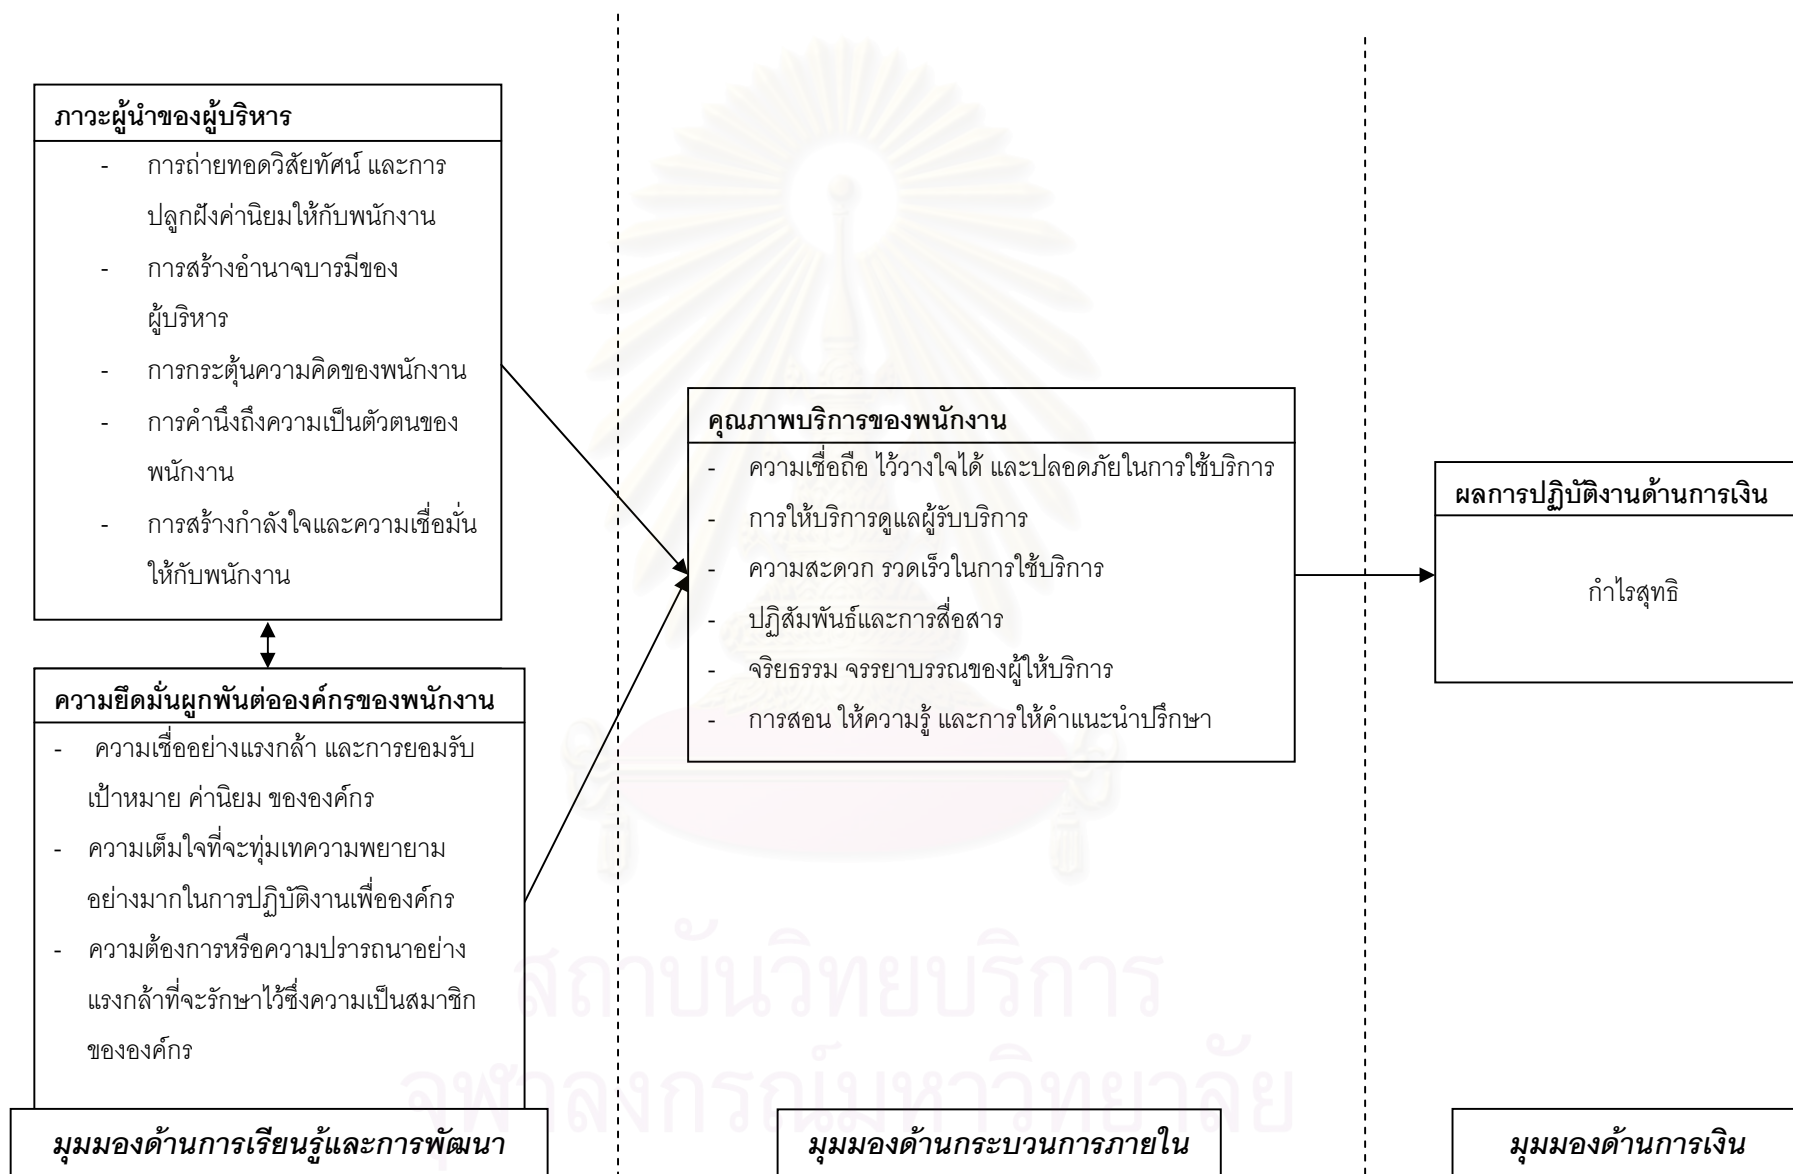 ภาวะผู้นำของผู้บริหาร
- การถ่ายทอดวิสัยทัศน์ และการ
ปลูกฝังค่านิยมให้กับพนักงาน
- การสร้างอำนาจบารมีของ
ผู้บริหาร
- การกระตุ้นความคิดของพนักงาน
- การคำนึงถึงความเป็นตัวตนของ
พนักงาน
- การสร้างกำลังใจและความเชื่อมั่น
ให้กับพนักงาน
ความยึดมั่นผูกพันต่อองค์กรของพนักงาน
- ความเชื่ออย่างแรงกล้า และการยอมรับ
เป้าหมาย ค่านิยม ขององค์กร
- ความเต็มใจที่จะทุ่มเทความพยายาม
อย่างมากในการปฏิบัติงานเพื่อองค์กร
- ความต้องการหรือความปรารถนาอย่าง
แรงกล้าที่จะรักษาไว้ซึ่งความเป็นสมาชิก
ขององค์กร
มุมมองด้านการเรียนรู้และการพัฒนา
คุณภาพบริการของพนักงาน
- ความเชื่อถือ ไว้วางใจได้ และปลอดภัยในการใช้บริการ
- การให้บริการดูแลผู้รับบริการ
- ความสะดวก รวดเร็วในการใช้บริการ
- ปฏิสัมพันธ์และการสื่อสาร
- จริยธรรม จรรยาบรรณของผู้ให้บริการ
- การสอน ให้ความรู้ และการให้คำแนะนำปรึกษา
มุมมองด้านกระบวนการภายใน
ผลการปฏิบัติงานด้านการเงิน
กำไรสุทธิ
มุมมองด้านการเงิน
สถาบันวิทยบริการ
จุฬาลงกรณ์มหาวิทยาลัย